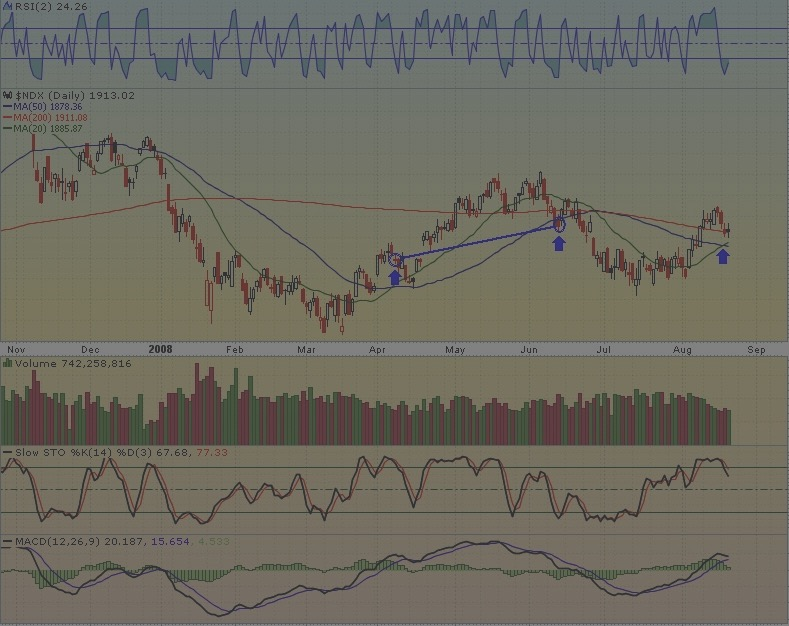 RSI(2) 24.26
$NDX (Daily) 1913.02
MA(50) 1878.36
MA(200) 1911.08
MA(20) 1885.87
Nov Dec 2008 Feb Mar Apr May Jun Jul Aug Sep
Volume 742,258,816
Slow STO %K(14) %D(3) 67.68, 77.33
MACD(12,26,9) 20.187, 15.654, 4.533